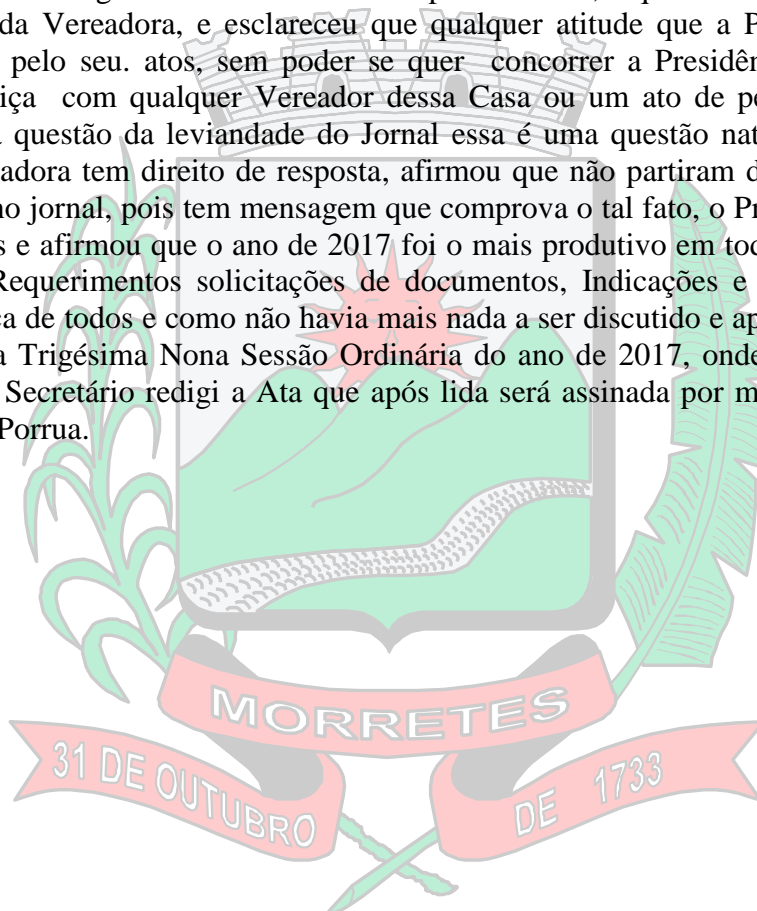 da Vereadora, e esclareceu que qualquer atitude que a P
pelo seu. atos, sem poder se quer concorrer a Presidên
iça com qualquer Vereador dessa Casa ou um ato de pe
a questão da leviandade do Jornal essa é uma questão nat
adora tem direito de resposta, afirmou que não partiram d
no jornal, pois tem mensagem que comprova o tal fato, o Pr
s e afirmou que o ano de 2017 foi o mais produtivo em tod
Requerimentos solicitações de documentos, Indicações e
ça de todos e como não havia mais nada a ser discutido e ap
a Trigésima Nona Sessão Ordinária do ano de 2017, onde
Secretário redigi a Ata que após lida será assinada por m
Porrua.
MORRETES
31 DE OUTUBRO DE 1733